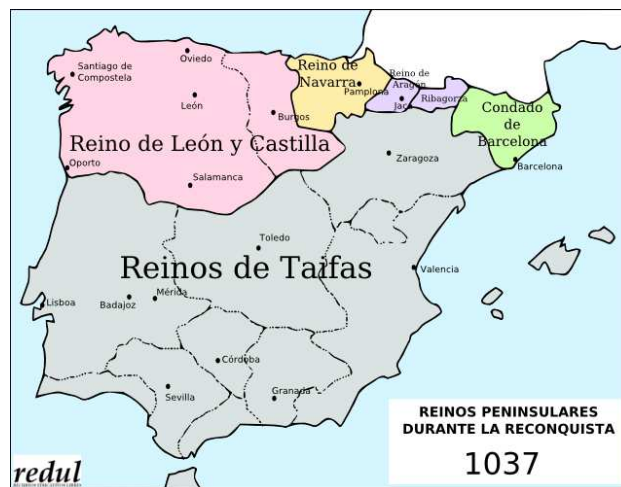 Oviedo
Santiago de
Compostela
León
Burgos
Reino de León y Castilla
Oporto
Salamanca
Reino de
Navarra
Pamplona
Reino de
Aragón
Jaca
Ribagorza
Condado
de
Barcelona
Barcelona
Zaragoza
Toledo
Reinos de Taifas
Valencia
Lisboa
Badajoz
Mérida
Córdoba
Sevilla
Granada
REINOS PENINSULARES
DURANTE LA RECONQUISTA
1037
redul